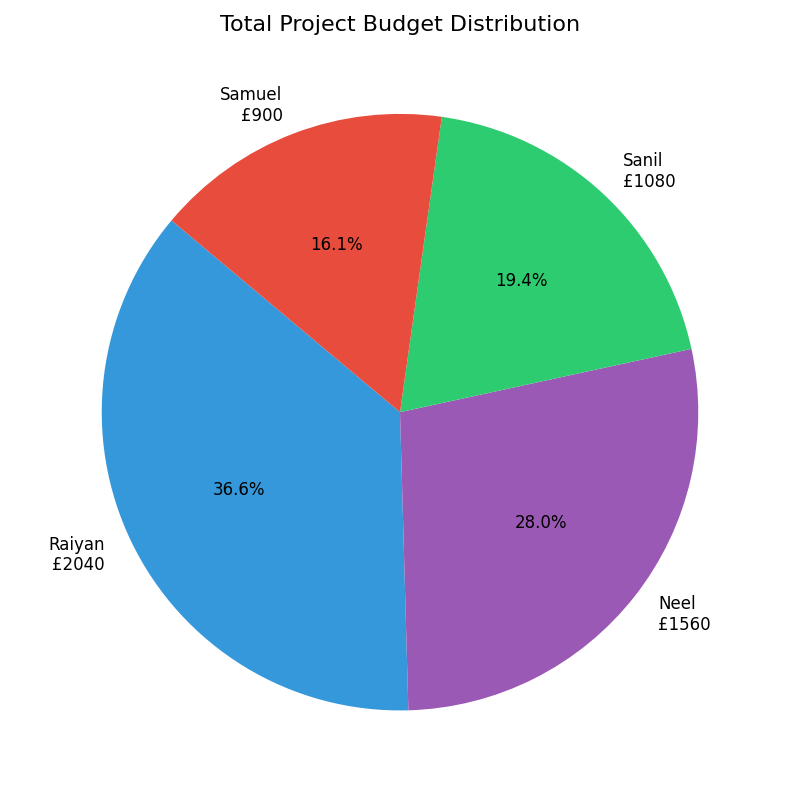 Total Project Budget Distribution
Samuel
£900
16.1%
Sanil
£1080
19.4%
Raiyan
£2040
36.6%
Neel
£1560
28.0%